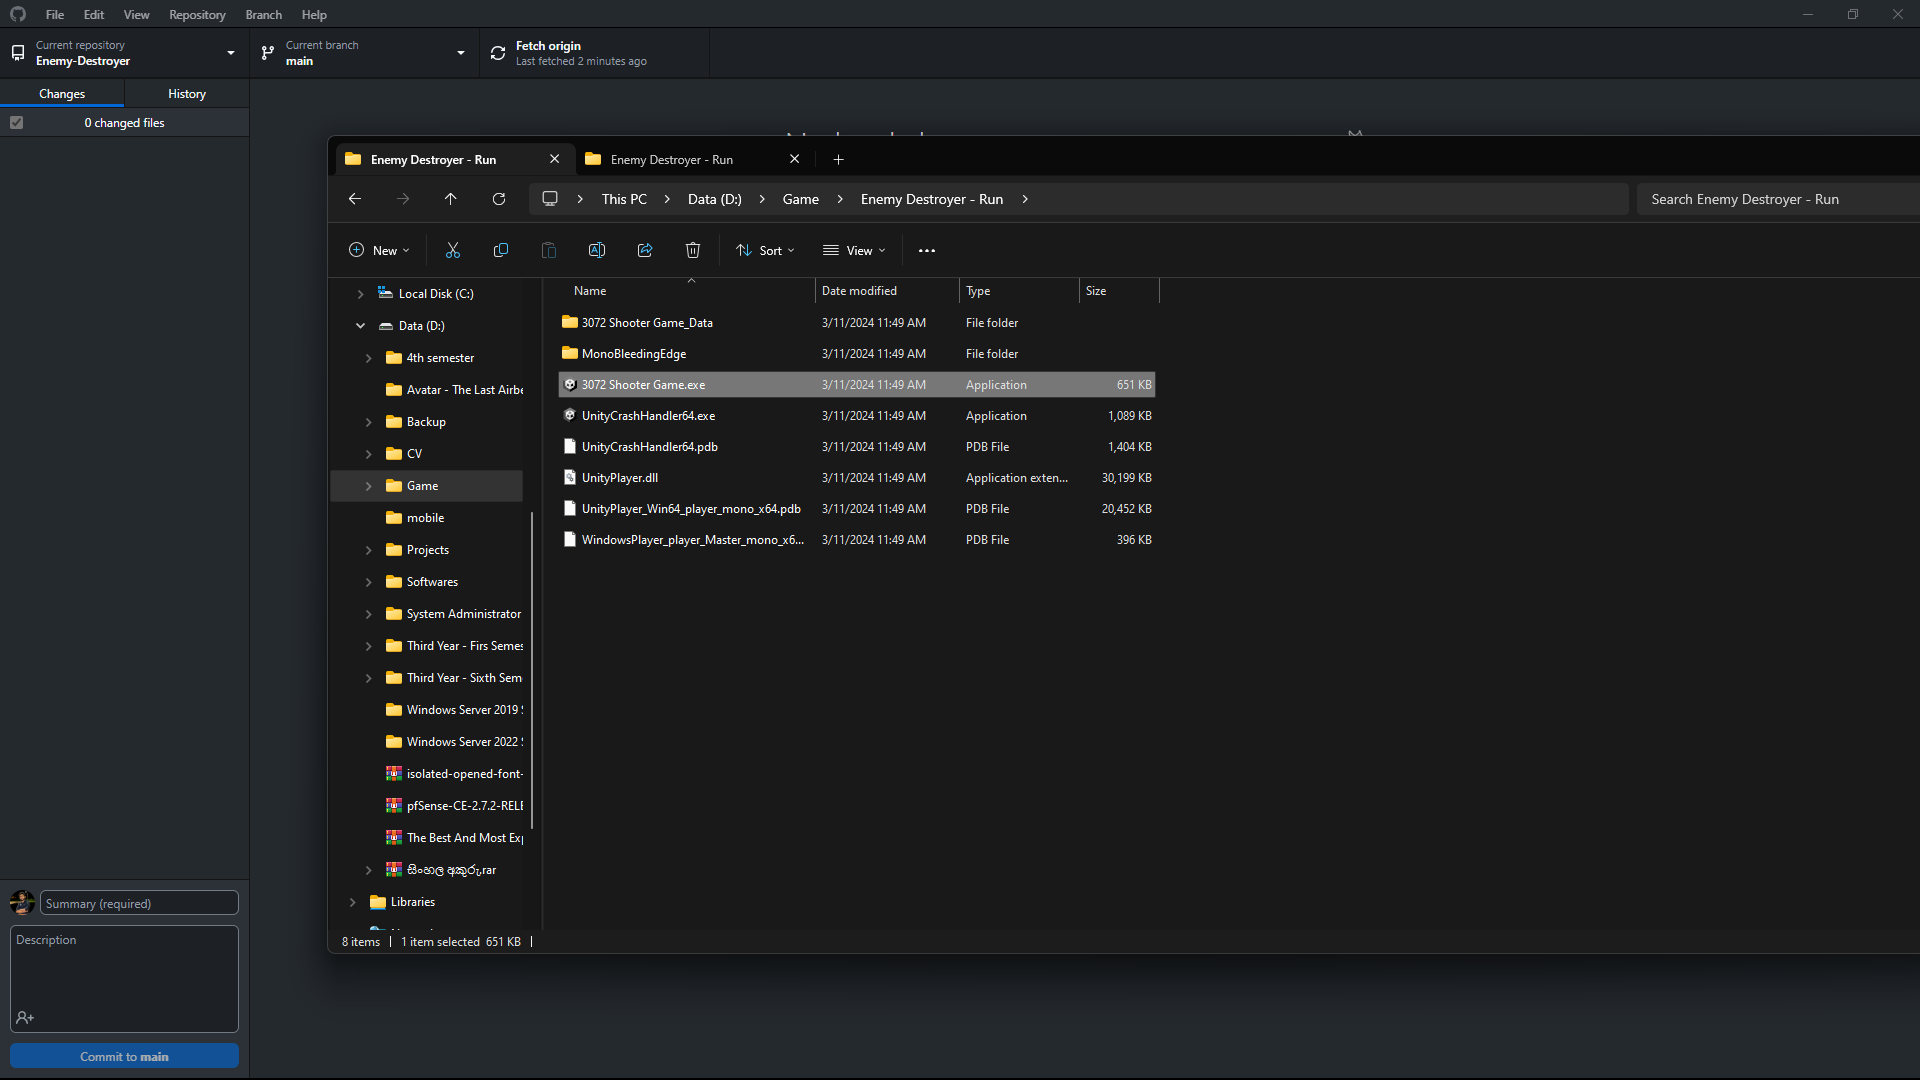 File Edit View Repository Branch Help
Current repository
Enemy-Destroyer
Current branch
main
Fetch origin
Last fetched 2 minutes ago
Changes History
0 changed files
Enemy Destroyer - Run
Enemy Destroyer - Run
This PC Data (D:) Game Enemy Destroyer - Run
Search Enemy Destroyer - Run
New Sort View
Local Disk (C:)
Data (D:)
4th semester
Avatar - The Last Airbe
Backup
CV
Game
mobile
Projects
Softwares
System Administrator
Third Year - Firs Semes
Third Year - Sixth Sem
Windows Server 2019
Windows Server 2022
isolated-opened-font-
pfSense-CE-2.7.2-RELE
The Best And Most Exp
සිංහල අකුරු.rar
Libraries
Name Date modified Type Size
3072 Shooter Game_Data 3/11/2024 11:49 AM File folder
MonoBleedingEdge 3/11/2024 11:49 AM File folder
3072 Shooter Game.exe 3/11/2024 11:49 AM Application 651 KB
UnityCrashHandler64.exe 3/11/2024 11:49 AM Application 1,089 KB
UnityCrashHandler64.pdb 3/11/2024 11:49 AM PDB File 1,404 KB
UnityPlayer.dll 3/11/2024 11:49 AM Application exten... 30,199 KB
UnityPlayer_Win64_player_mono_x64.pdb 3/11/2024 11:49 AM PDB File 20,452 KB
WindowsPlayer_player_Master_mono_x6... 3/11/2024 11:49 AM PDB File 396 KB
8 items 1 item selected 651 KB
Summary (required)
Description
Commit to main